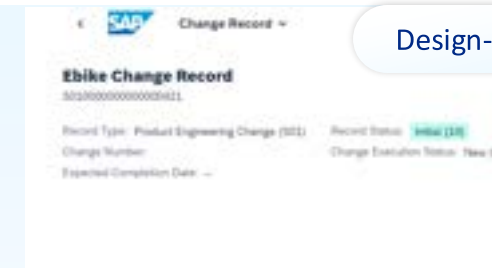 SAP Change Record
Design-
Ebike Change Record
Record Type: Product Engineering Change (S01) Record Status: Initial (10)
Change Number: Change Execution Status: New
Expected Completion Date: –